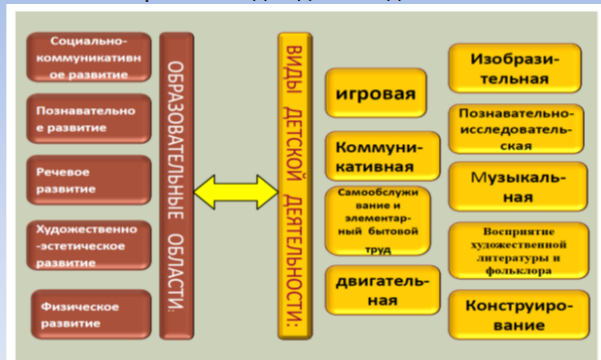 Социально-
коммуникативн
ое развитие
Познавательно
е развитие
Речевое
развитие
Художественно
-эстетическое
развитие
Физическое
развитие
ОБРАЗОВАТЕЛЬНЫЕ ОБЛАСТИ:
ВИДЫ ДЕТСКОЙ ДЕЯТЕЛЬНОСТИ:
игровая
Коммуни-
кативная
Самообслужи
вание и
элементар-
ный бытовой
труд
двигатель-
ная
Изобрази-
тельная
Познавательно-
исследователь-
ская
Музыкаль-
ная
Восприятие
художественной
литературы и
фольклора
Конструиро-
вание